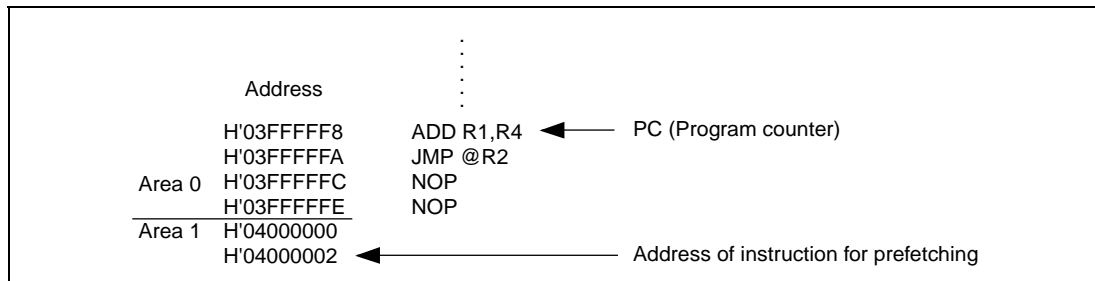 Address
H'03FFFFF8 ADD R1,R4 PC (Program counter)
H'03FFFFFA JMP @R2
Area 0 H'03FFFFFC NOP
H'03FFFFFE NOP
Area 1 H'04000000
H'04000002 Address of instruction for prefetching